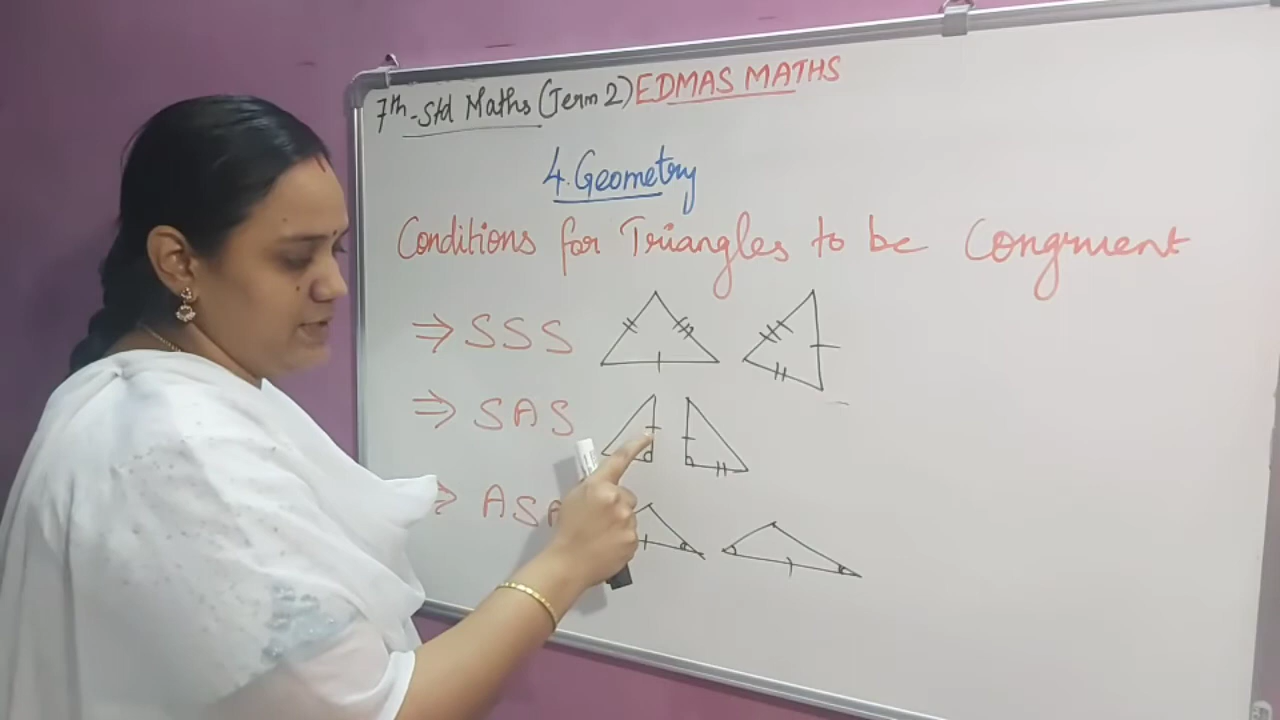 7th-Std Maths (Term 2) EDMAS MATHS
4. Geometry
Conditions for Triangles to be Congruent
⇒ SSS
⇒ SAS
⇒ ASA